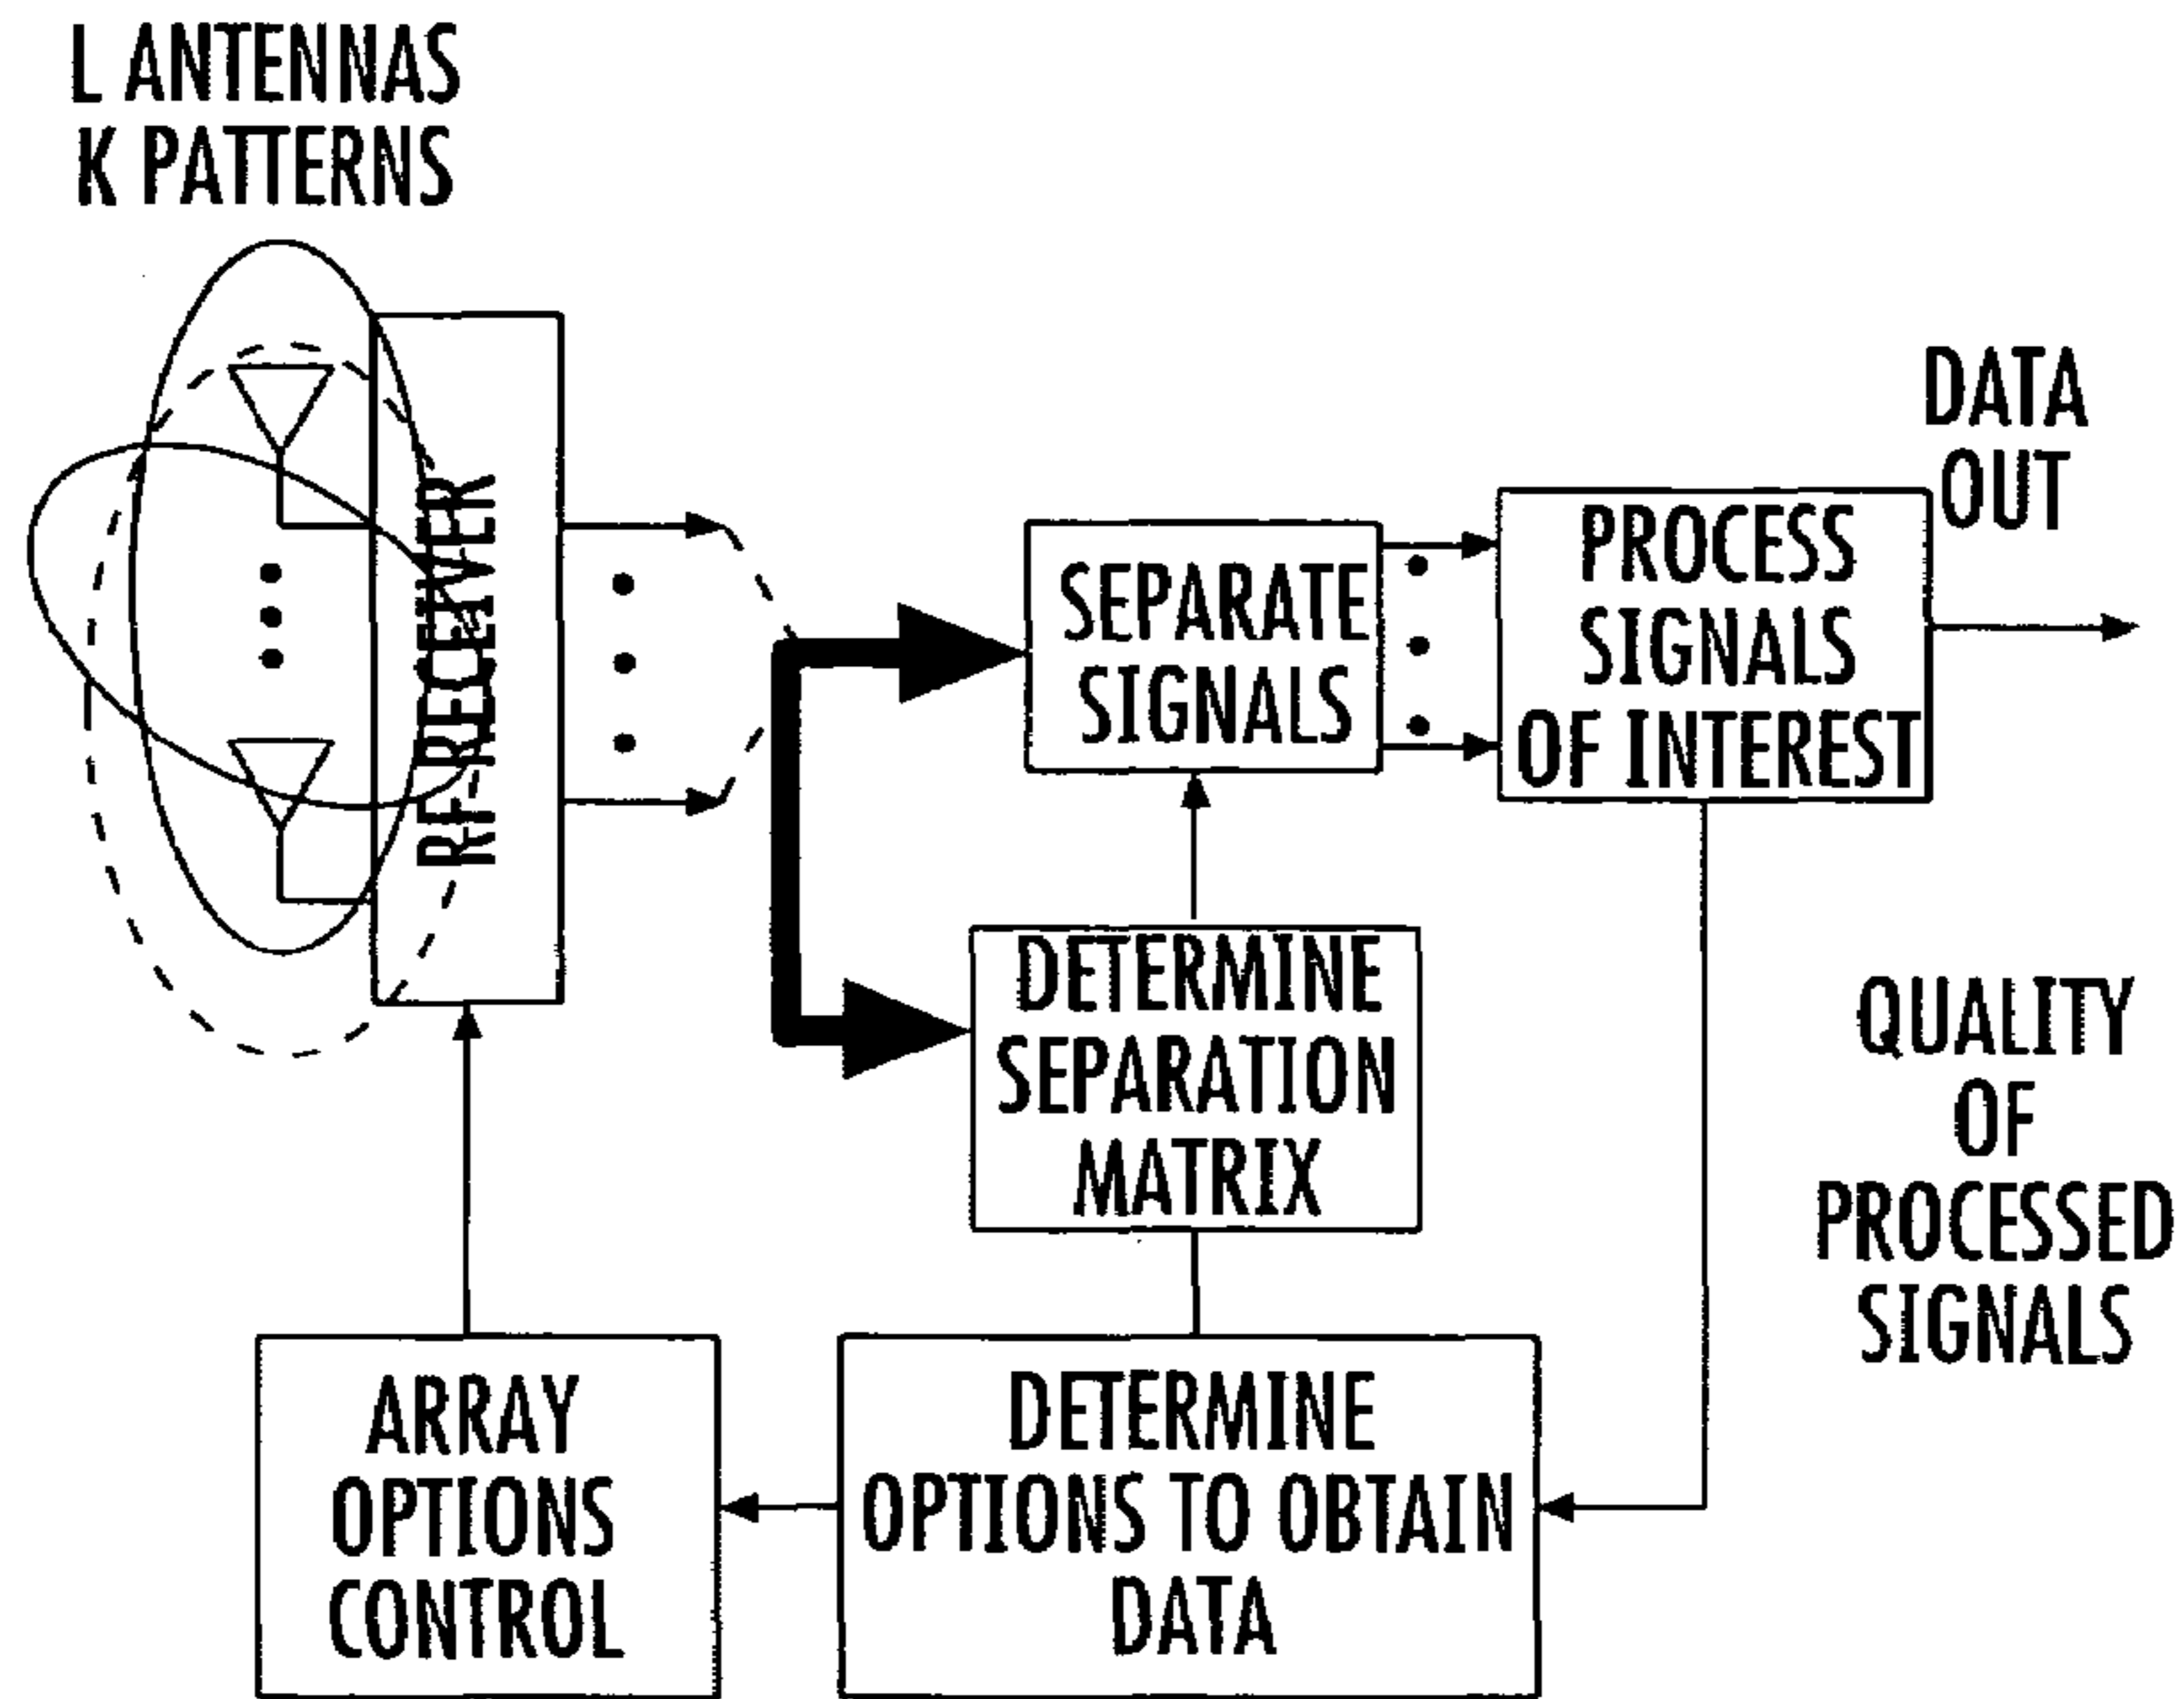 L ANTENNAS
K PATTERNS
RF RECEIVER
SEPARATE
SIGNALS
PROCESS
SIGNALS
OF INTEREST
DATA
OUT
DETERMINE
SEPARATION
MATRIX
QUALITY
OF
PROCESSED
SIGNALS
ARRAY
OPTIONS
CONTROL
DETERMINE
OPTIONS TO OBTAIN
DATA